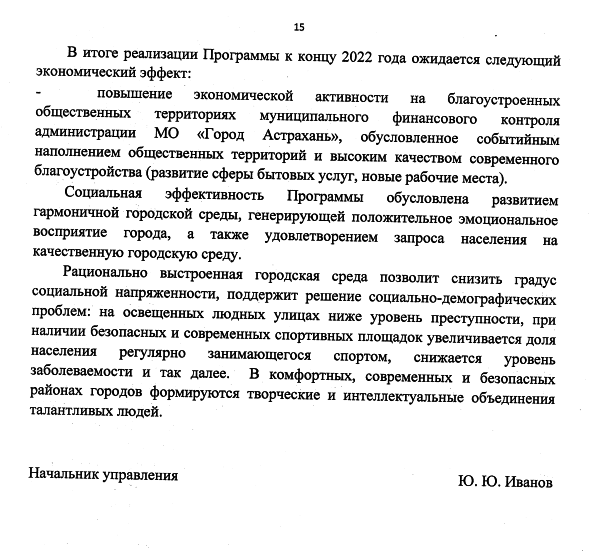 15
В итоге реализации Программы к концу 2022 года ожидается следующий
экономический эффект:
- повышение экономической активности на благоустроенных
общественных территориях муниципального финансового контроля
администрации МО «Город Астрахань», обусловленное событийным
наполнением общественных территорий и высоким качеством современного
благоустройства (развитие сферы бытовых услуг, новые рабочие места).
Социальная эффективность Программы обусловлена развитием
гармоничной городской среды, генерирующей положительное эмоциональное
восприятие города, а также удовлетворением запроса населения на
качественную городскую среду.
Рационально выстроенная городская среда позволит снизить градус
социальной напряженности, поддержит решение социально-демографических
проблем: на освещенных людных улицах ниже уровень преступности, при
наличии безопасных и современных спортивных площадок увеличивается доля
населения регулярно занимающегося спортом, снижается уровень
заболеваемости и так далее. В комфортных, современных и безопасных
районах городов формируются творческие и интеллектуальные объединения
талантливых людей.
Начальник управления
Ю. Ю. Иванов